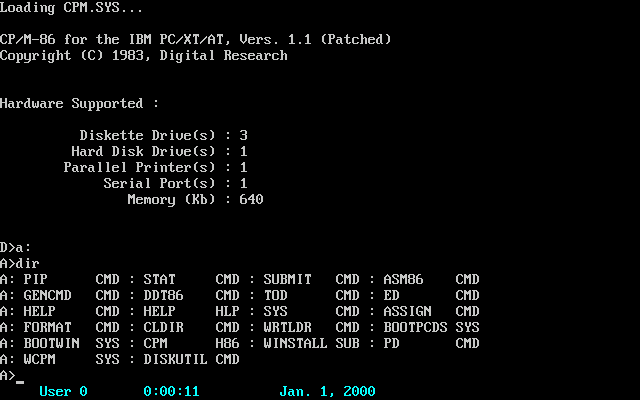 Loading CPM.SYS...
CP/M-86 for the IBM PC/XT/AT, Vers. 1.1 (Patched)
Copyright (C) 1983, Digital Research
Hardware Supported :
Diskette Drive(s) : 3
Hard Disk Drive(s) : 1
Parallel Printer(s) : 1
Serial Port(s) : 1
Memory (Kb) : 640
D>a:
A>dir
A: PIP      CMD : STAT     CMD : SUBMIT   CMD : ASM86    CMD
A: GENCMD   CMD : DDT86    CMD : TOD      CMD : ED       CMD
A: HELP     CMD : HELP     HLP : SYS      CMD : ASSIGN   CMD
A: FORMAT   CMD : CLDIR    CMD : WRTLDR   CMD : BOOTPCDS SYS
A: BOOTWIN  SYS : CPM      H86 : WINSTALL SUB : PD       CMD
A: WCPM     SYS : DISKUTIL CMD
A>_
User 0 0:00:11 Jan. 1, 2000